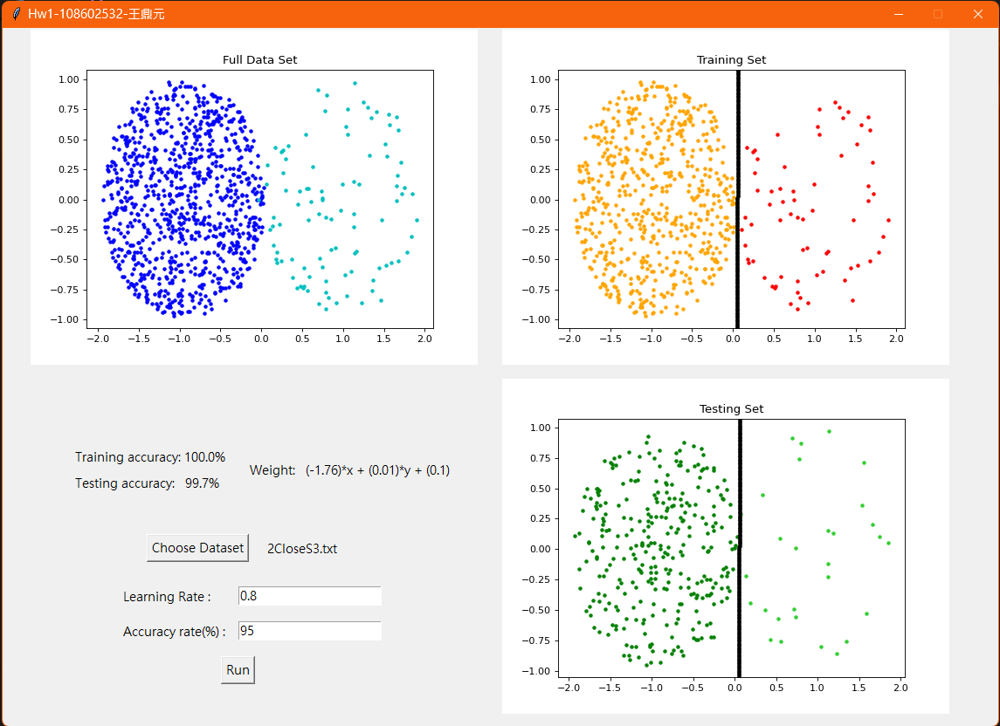 Hw1-108602532-王鼎元
Full Data Set
1.00
0.75
0.50
0.25
0.00
−0.25
−0.50
−0.75
−1.00
−2.0 −1.5 −1.0 −0.5 0.0 0.5 1.0 1.5 2.0
Training Set
1.00
0.75
0.50
0.25
0.00
−0.25
−0.50
−0.75
−1.00
−2.0 −1.5 −1.0 −0.5 0.0 0.5 1.0 1.5 2.0
Training accuracy: 100.0%
Testing accuracy: 99.7%
Weight: (-1.76)*x + (0.01)*y + (0.1)
Choose Dataset 2CloseS3.txt
Learning Rate : 0.8
Accuracy rate(%) : 95
Run
Testing Set
1.00
0.75
0.50
0.25
0.00
−0.25
−0.50
−0.75
−1.00
−2.0 −1.5 −1.0 −0.5 0.0 0.5 1.0 1.5 2.0